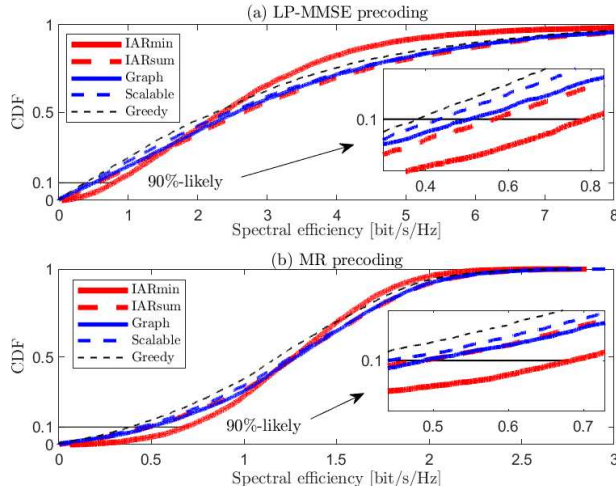 (a) LP-MMSE precoding
1
IARmin
IARsum
Graph
Scalable
Greedy
CDF
0.5
0.1
0.1
0.4 0.6 0.8
90%-likely
0
0 1 2 3 4 5 6 7 8
Spectral efficiency [bit/s/Hz]
(b) MR precoding
1
IARmin
IARsum
Graph
Scalable
Greedy
CDF
0.5
0.1
0.1
0.5 0.6 0.7
90%-likely
0
0 0.5 1 1.5 2 2.5 3
Spectral efficiency [bit/s/Hz]